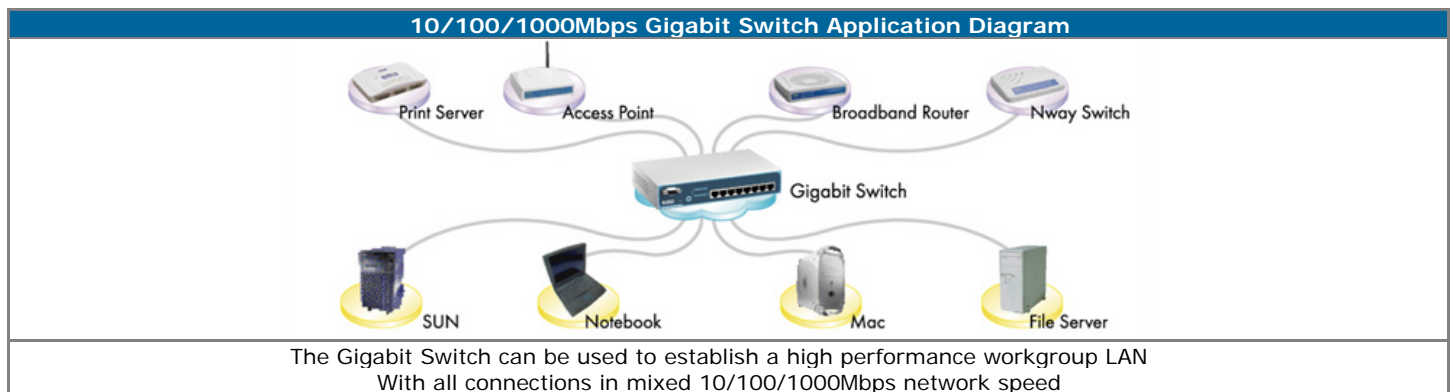 10/100/1000Mbps Gigabit Switch Application Diagram
Print Server
Access Point
Broadband Router
Nway Switch
Gigabit Switch
SUN
Notebook
Mac
File Server
The Gigabit Switch can be used to establish a high performance workgroup LAN
With all connections in mixed 10/100/1000Mbps network speed